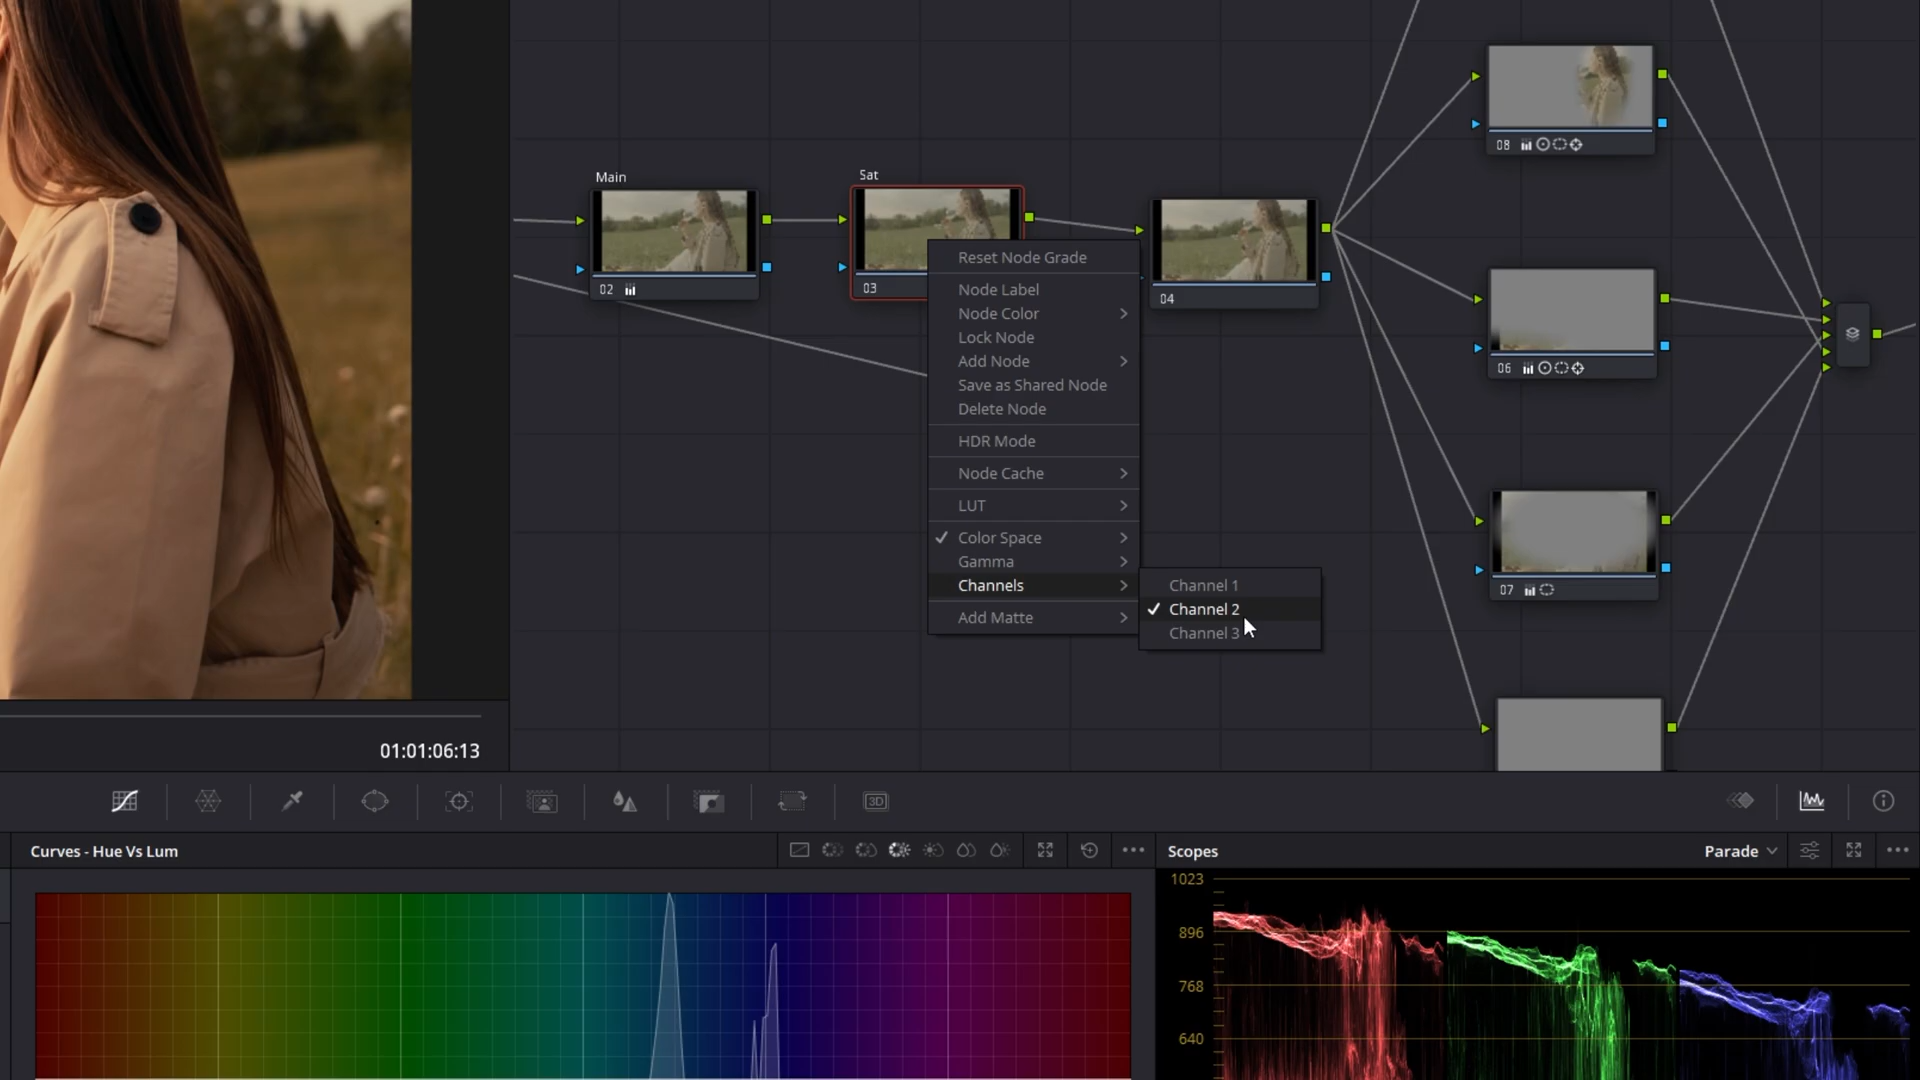 Main
Sat
02
03
04
08
06
07
Reset Node Grade
Node Label
Node Color
Lock Node
Add Node
Save as Shared Node
Delete Node
HDR Mode
Node Cache
LUT
Color Space
Gamma
Channels
Add Matte
Channel 1
Channel 2
Channel 3
01:01:06:13
3D
Curves - Hue Vs Lum
Scopes
Parade
1023
896
768
640